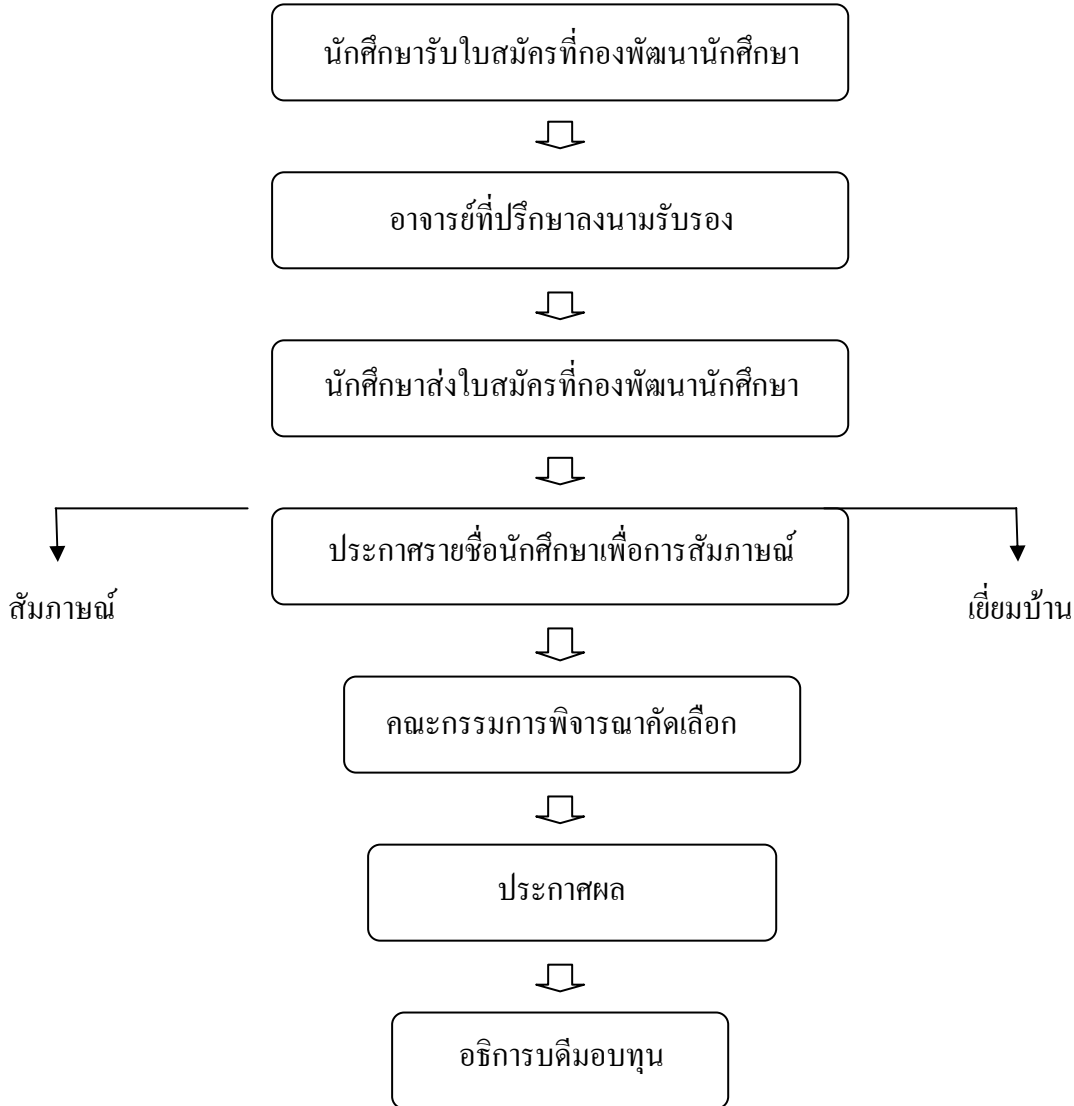 นักศึกษารับใบสมัครที่กองพัฒนานักศึกษา
อาจารย์ที่ปรึกษาลงนามรับรอง
นักศึกษาส่งใบสมัครที่กองพัฒนานักศึกษา
ประกาศรายชื่อนักศึกษาเพื่อการสัมภาษณ์
สัมภาษณ์
เยี่ยมบ้าน
คณะกรรมการพิจารณาคัดเลือก
ประกาศผล
อธิการบดีมอบทุน